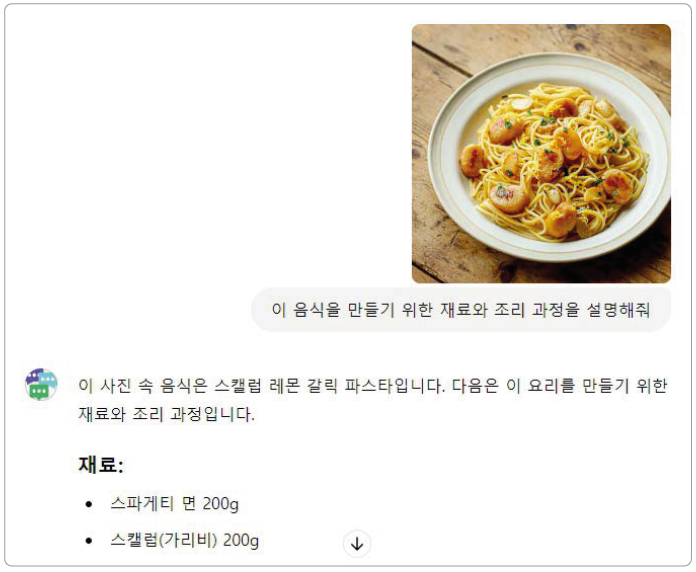 이 음식을 만들기 위한 재료와 조리 과정을 설명해줘
이 사진 속 음식은 스캘럽 레몬 갈릭 파스타입니다. 다음은 이 요리를 만들기 위한
재료와 조리 과정입니다.
재료:
• 스파게티 면 200g
• 스캘럽(가리비) 200g